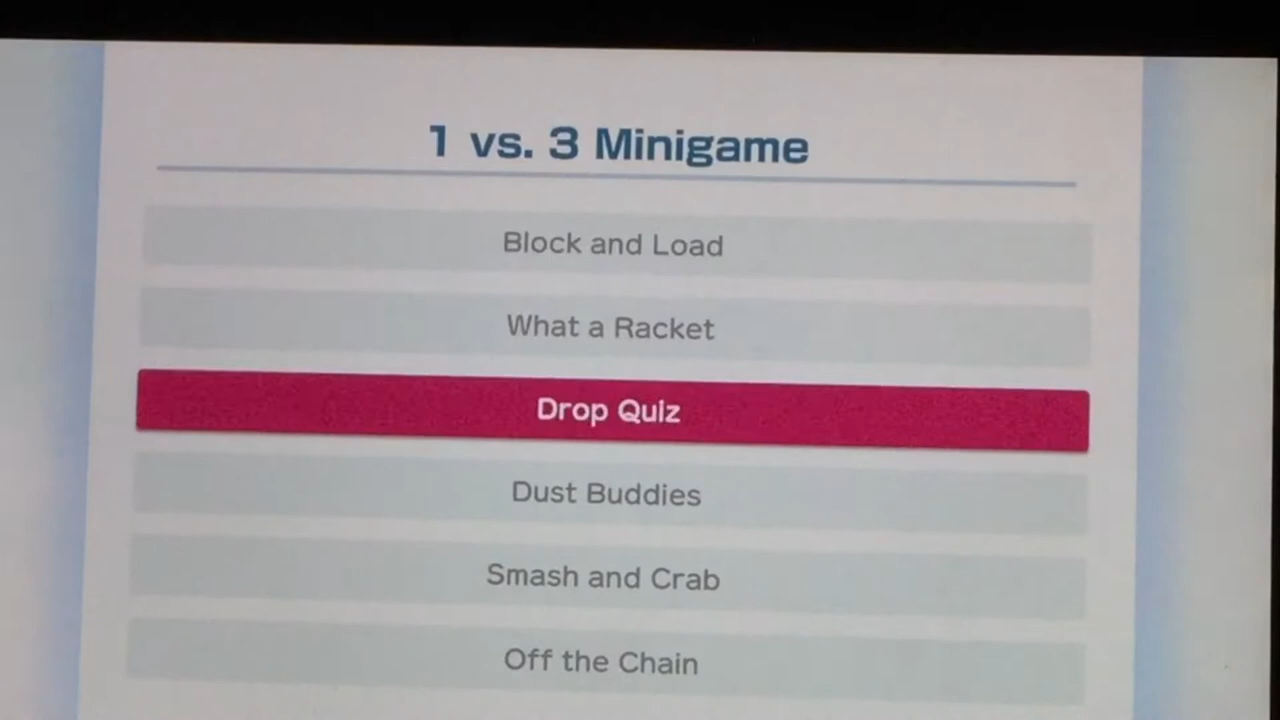 1 vs. 3 Minigame
Block and Load
What a Racket
Drop Quiz
Dust Buddies
Smash and Crab
Off the Chain